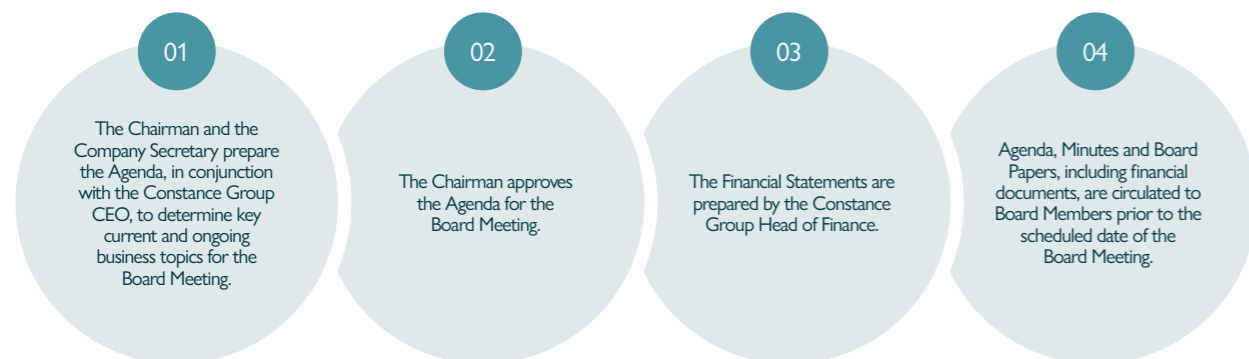 01
The Chairman and the
Company Secretary prepare
the Agenda, in conjunction
with the Constance Group
CEO, to determine key
current and ongoing
business topics for the
Board Meeting.
02
The Chairman approves
the Agenda for the
Board Meeting.
03
The Financial Statements are
prepared by the Constance
Group Head of Finance.
04
Agenda, Minutes and Board
Papers, including financial
documents, are circulated to
Board Members prior to the
scheduled date of the
Board Meeting.